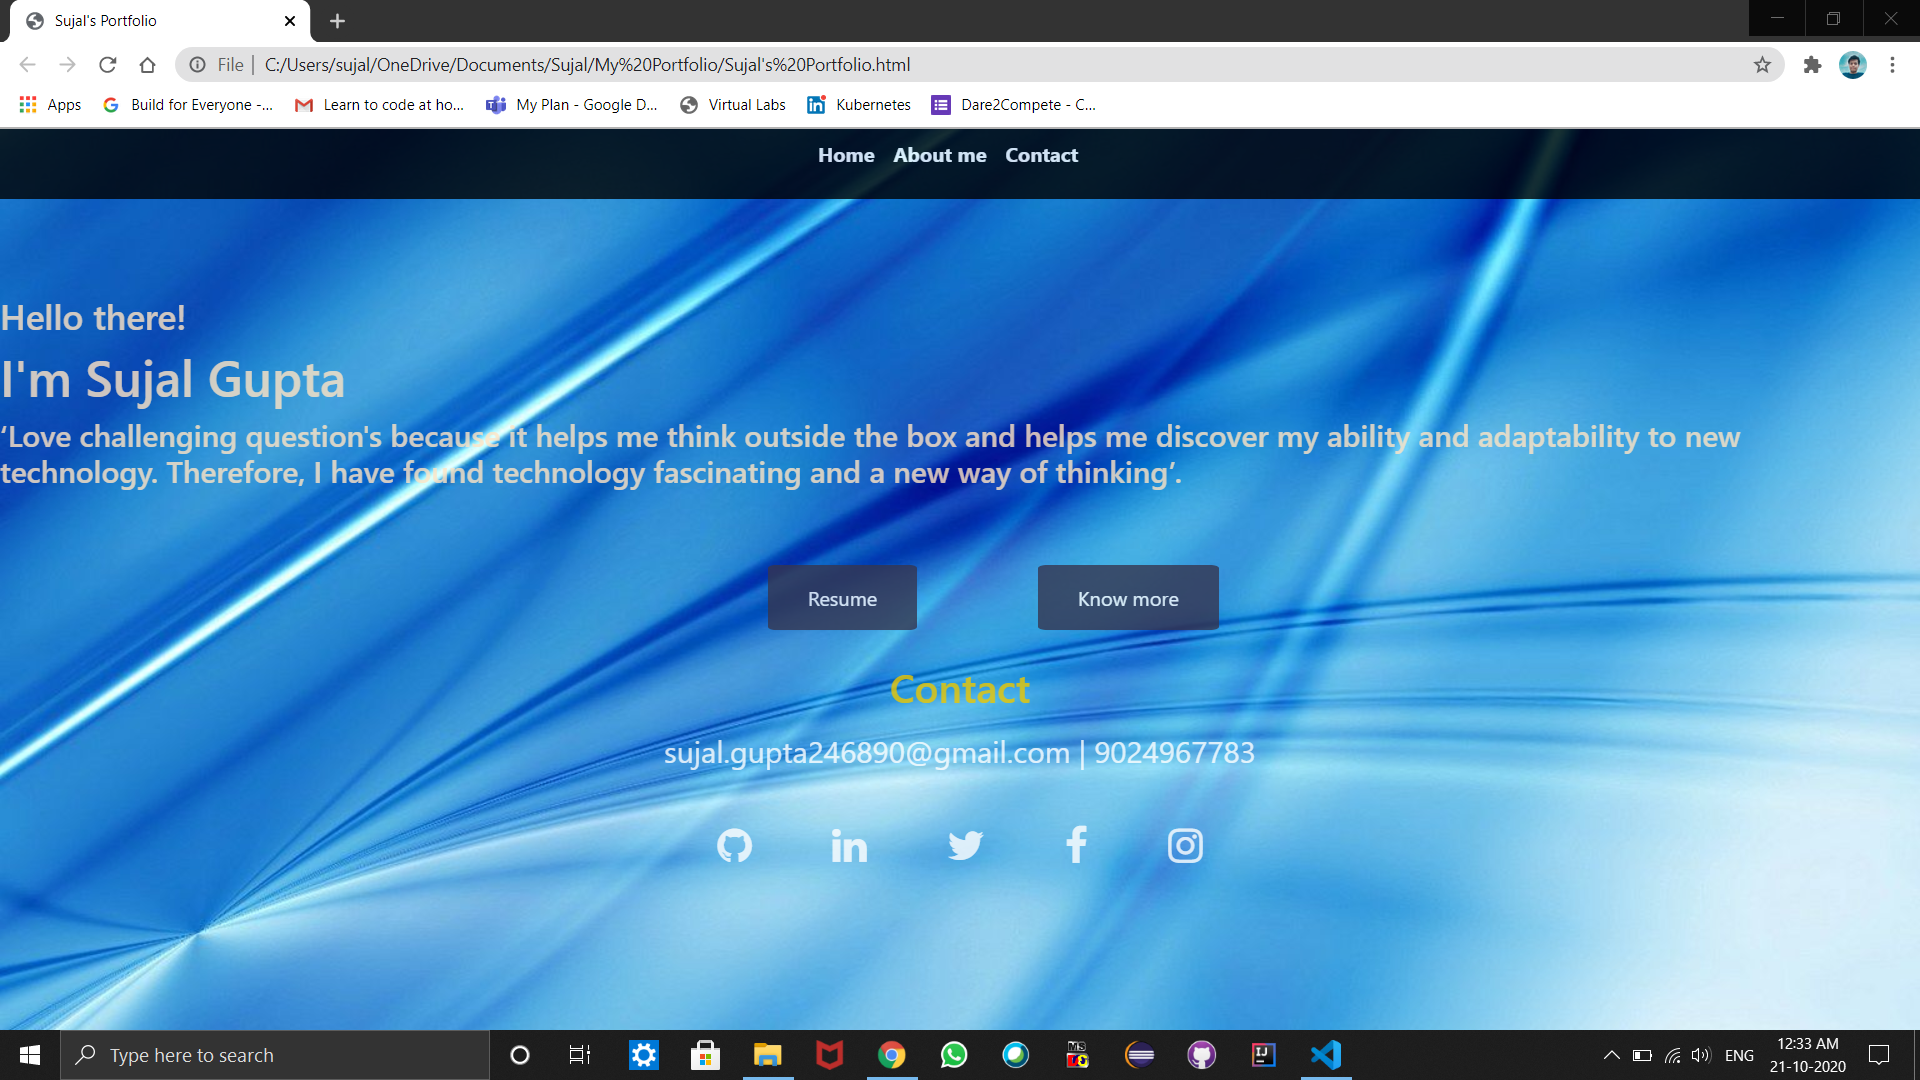 Sujal's Portfolio
File | C:/Users/sujal/OneDrive/Documents/Sujal/My%20Portfolio/Sujal's%20Portfolio.html
Apps Build for Everyone -... Learn to code at ho... My Plan - Google D... Virtual Labs Kubernetes Dare2Compete - C...
Home About me Contact
Hello there!
I'm Sujal Gupta
‘Love challenging question's because it helps me think outside the box and helps me discover my ability and adaptability to new
technology. Therefore, I have found technology fascinating and a new way of thinking’.
Resume Know more
Contact
sujal.gupta246890@gmail.com | 9024967783
Type here to search
ENG
12:33 AM
21-10-2020